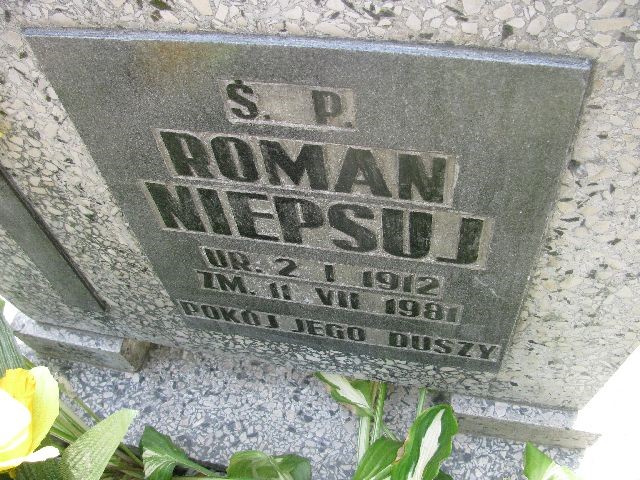 Ś. P.
ROMAN
NIEPSUJ
UR. 2 I 1912
ZM. 11 VII 1981
POKÓJ JEGO DUSZY